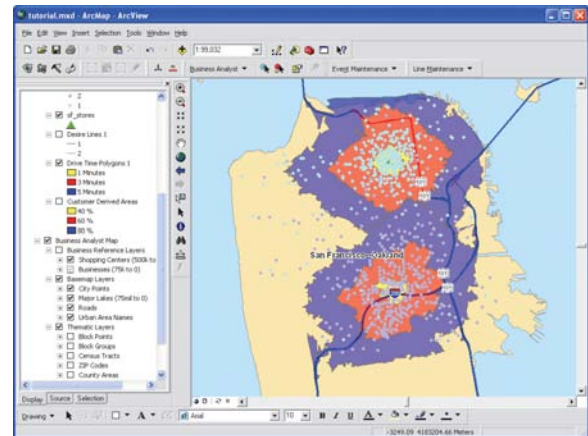 tutorial.mxd - ArcMap - ArcView
File Edit View Insert Selection Tools Window Help
1:99,032
Business Analyst Event Maintenance Line Maintenance
2
1
sf_stores
Desire Lines 1
1
2
Drive Time Polygons 1
1 Minutes
3 Minutes
5 Minutes
Customer Derived Areas
40 %
60 %
80 %
Business Analyst Map
Business Reference Layers
Shopping Centers (500k to
Businesses (75k to 0)
Basemap Layers
City Points
Major Lakes (75mil to 0)
Roads
Urban Area Names
Thematic Layers
Block Points
Block Groups
Census Tracts
ZIP Codes
County Areas
Display Source Selection
San Francisco--Oakland
Drawing Arial 10 B I U A
-3249.09 4183204.66 Meters